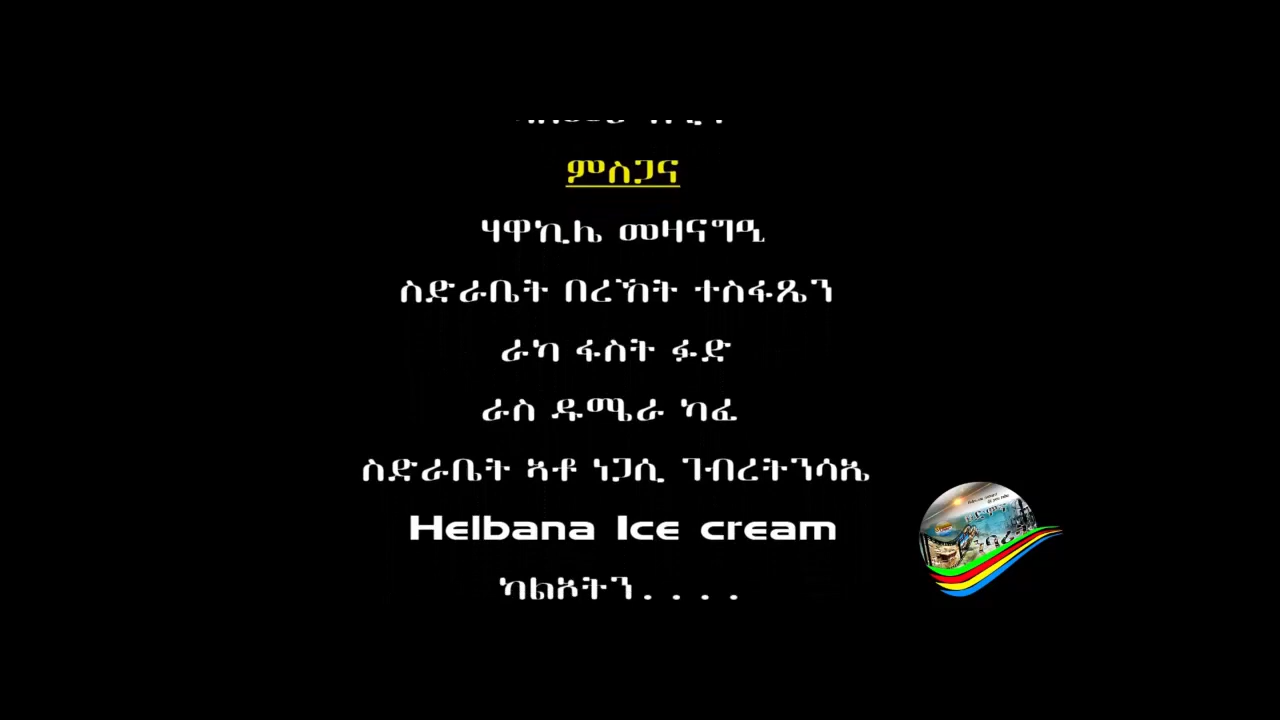 ምስጋና
ሃዋኪሌ መዛናግዒ
ስድራቤት በረኸት ተስፋጼን
ራካ ፋስት ፉድ
ራስ ዱሜራ ካፈ
ስድራቤት ኣቶ ነጋሲ ገብረትንሳኤ
Helbana Ice cream
ካልኦትን....